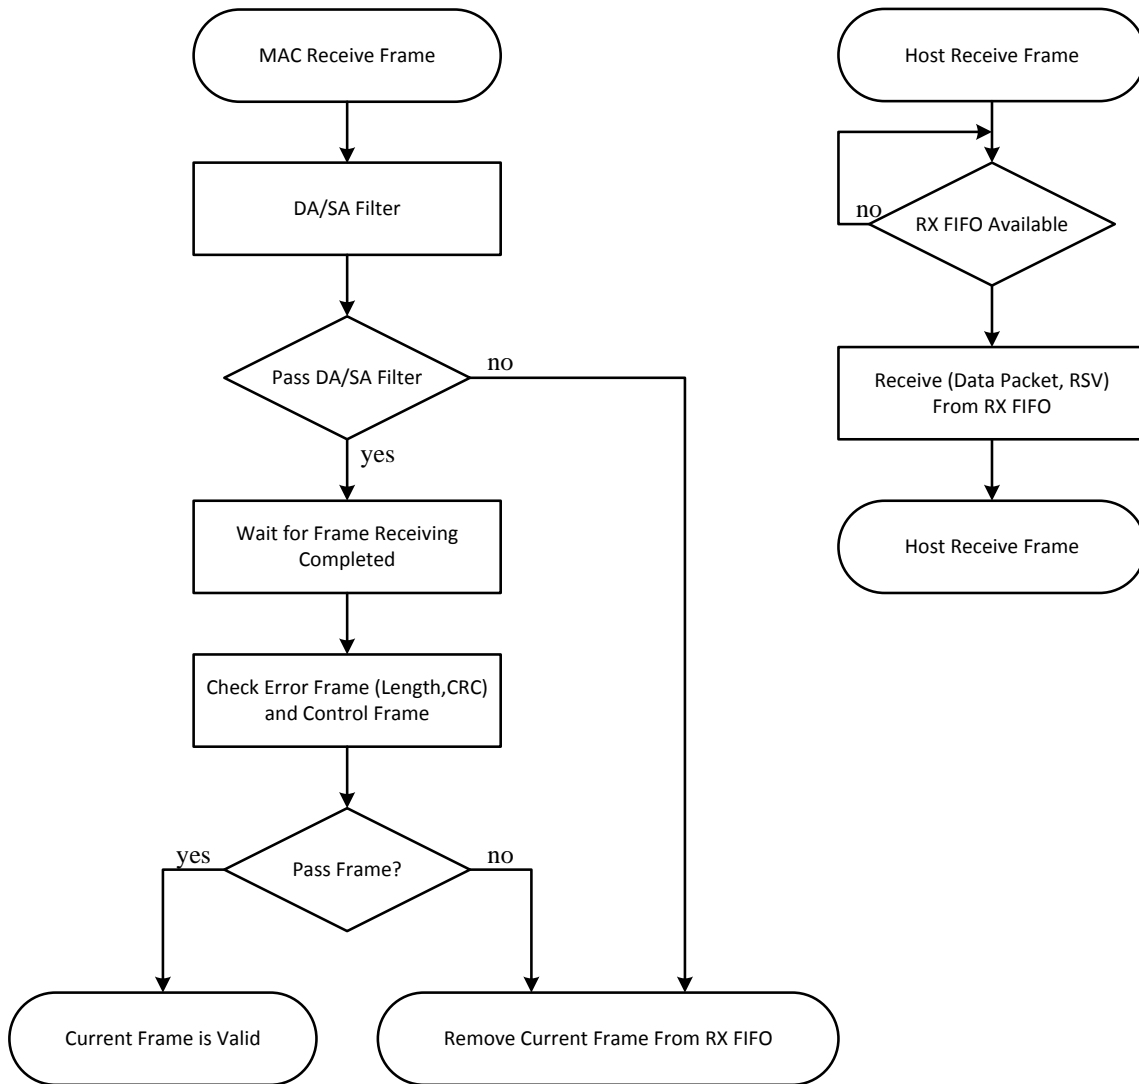 MAC Receive Frame
DA/SA Filter
Pass DA/SA Filter
no
yes
Wait for Frame Receiving
Completed
Check Error Frame (Length,CRC)
and Control Frame
yes
Pass Frame?
no
Current Frame is Valid
Remove Current Frame From RX FIFO
Host Receive Frame
no
RX FIFO Available
Receive (Data Packet, RSV)
From RX FIFO
Host Receive Frame